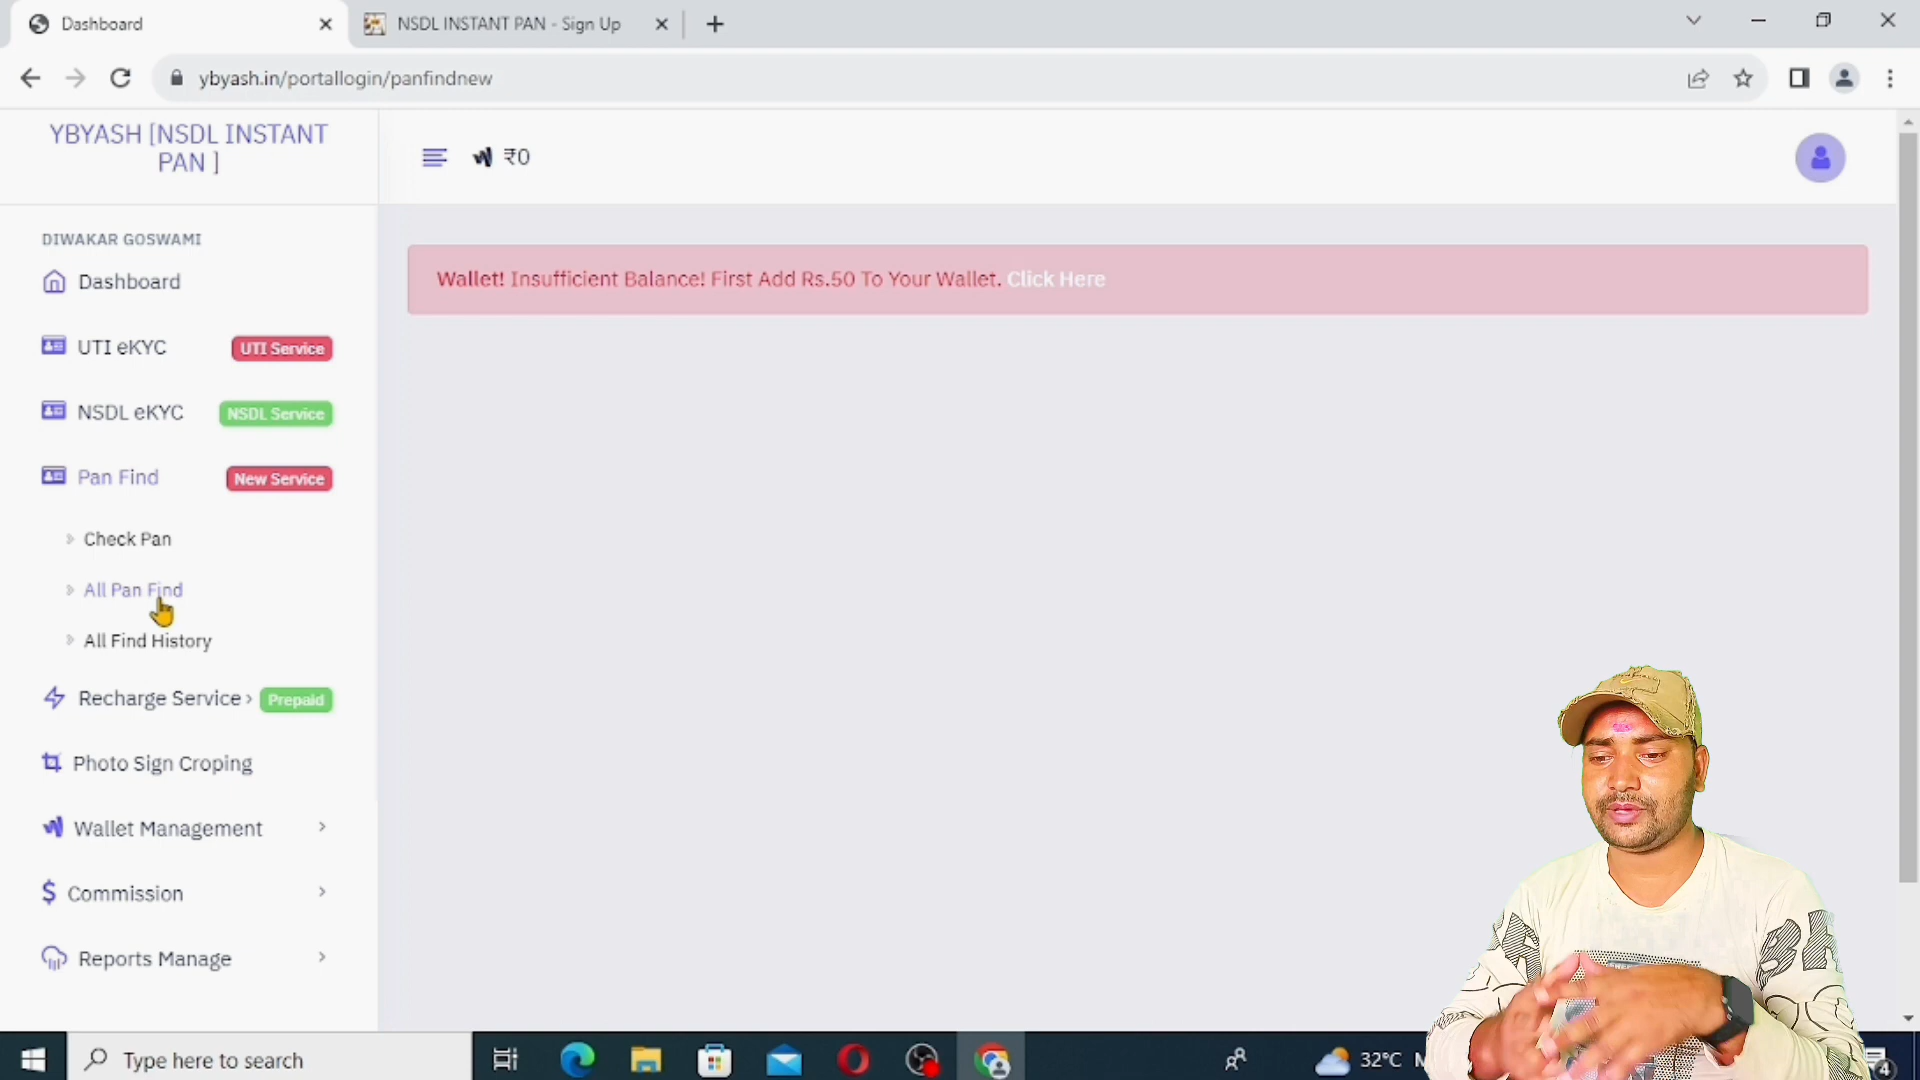 Dashboard
NSDL INSTANT PAN - Sign Up
ybyash.in/portallogin/panfindnew
YBYASH [NSDL INSTANT
PAN ]
₹0
DIWAKAR GOSWAMI
Dashboard
Wallet! Insufficient Balance! First Add Rs.50 To Your Wallet. Click Here
UTI eKYC
UTI Service
NSDL eKYC
NSDL Service
Pan Find
New Service
Check Pan
All Pan Find
All Find History
Recharge Service
Prepaid
Photo Sign Croping
Wallet Management
Commission
Reports Manage
Type here to search
32°C
4